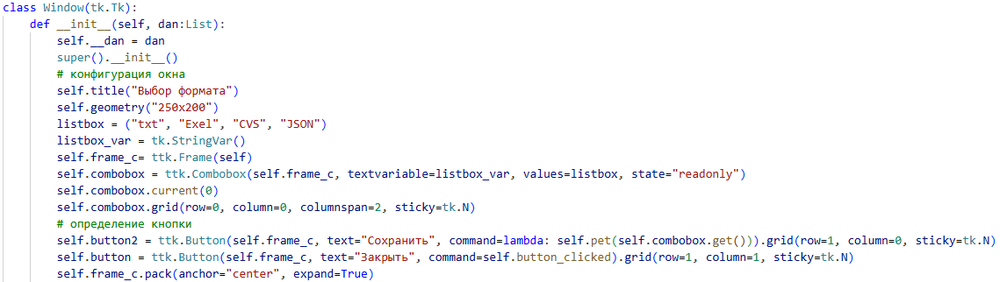 class Window(tk.Tk):
    def __init__(self, dan:List):
        self.__dan = dan
        super().__init__()
        # конфигурация окна
        self.title("Выбор формата")
        self.geometry("250x200")
        listbox = ("txt", "Exel", "CVS", "JSON")
        listbox_var = tk.StringVar()
        self.frame_c= ttk.Frame(self)
        self.combobox = ttk.Combobox(self.frame_c, textvariable=listbox_var, values=listbox, state="readonly")
        self.combobox.current(0)
        self.combobox.grid(row=0, column=0, columnspan=2, sticky=tk.N)
        # определение кнопки
        self.button2 = ttk.Button(self.frame_c, text="Сохранить", command=lambda: self.pet(self.combobox.get())).grid(row=1, column=0, sticky=tk.N)
        self.button = ttk.Button(self.frame_c, text="Закрыть", command=self.button_clicked).grid(row=1, column=1, sticky=tk.N)
        self.frame_c.pack(anchor="center", expand=True)